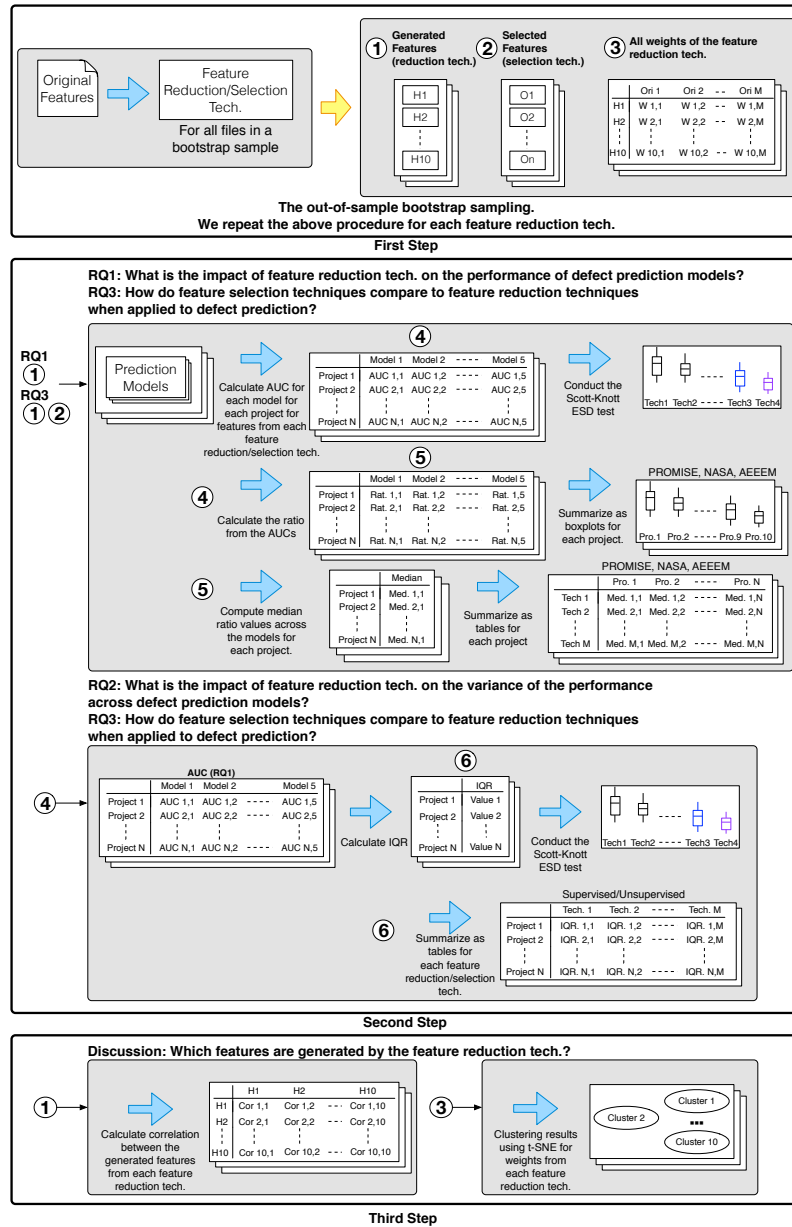 Original
Features
Feature
Reduction/Selection
Tech.
For all files in a
bootstrap sample
1 Generated
Features
(reduction tech.)
H1
H2
H10
2 Selected
Features
(selection tech.)
O1
O2
On
3 All weights of the feature
reduction tech.
Ori 1 Ori 2 -- Ori M
H1 W 1,1 W 1,2 -- W 1,M
H2 W 2,1 W 2,2 -- W 2,M
H10 W 10,1 W 10,2 -- W 10,M
The out-of-sample bootstrap sampling.
We repeat the above procedure for each feature reduction tech.
First Step
RQ1: What is the impact of feature reduction tech. on the performance of defect prediction models?
RQ3: How do feature selection techniques compare to feature reduction techniques
when applied to defect prediction?
RQ1
1
RQ3
1 2
Prediction
Models
Calculate AUC for
each model for
each project for
features from each
feature
reduction/selection tech.
4
Model 1 Model 2 ---- Model 5
Project 1 AUC 1,1 AUC 1,2 ---- AUC 1,5
Project 2 AUC 2,1 AUC 2,2 ---- AUC 2,5
Project N AUC N,1 AUC N,2 ---- AUC N,5
Conduct the
Scott-Knott
ESD test
Tech1 Tech2 ---- Tech3 Tech4
4
Calculate the ratio
from the AUCs
5
Model 1 Model 2 ---- Model 5
Project 1 Rat. 1,1 Rat. 1,2 ---- Rat. 1,5
Project 2 Rat. 2,1 Rat. 2,2 ---- Rat. 2,5
Project N Rat. N,1 Rat. N,2 ---- Rat. N,5
Summarize as
boxplots for
each project.
PROMISE, NASA, AEEEM
Pro.1 Pro.2 ---- Pro.9 Pro.10
5
Compute median
ratio values across
the models for
each project.
Median
Project 1 Med. 1,1
Project 2 Med. 2,1
Project N Med. N,1
Summarize as
tables for
each project
PROMISE, NASA, AEEEM
Pro. 1 Pro. 2 ---- Pro. N
Tech 1 Med. 1,1 Med. 1,2 ---- Med. 1,N
Tech 2 Med. 2,1 Med. 2,2 ---- Med. 2,N
Tech M Med. M,1 Med. M,2 ---- Med. M,N
RQ2: What is the impact of feature reduction tech. on the variance of the performance
across defect prediction models?
RQ3: How do feature selection techniques compare to feature reduction techniques
when applied to defect prediction?
4
AUC (RQ1)
Model 1 Model 2 Model 5
Project 1 AUC 1,1 AUC 1,2 ---- AUC 1,5
Project 2 AUC 2,1 AUC 2,2 ---- AUC 2,5
Project N AUC N,1 AUC N,2 ---- AUC N,5
Calculate IQR
6
IQR
Project 1 Value 1
Project 2 Value 2
Project N Value N
Conduct the
Scott-Knott
ESD test
Tech1 Tech2 ---- Tech3 Tech4
6
Summarize as
tables for
each feature
reduction/selection
tech.
Supervised/Unsupervised
Tech. 1 Tech. 2 ---- Tech. M
Project 1 IQR. 1,1 IQR. 1,2 ---- IQR. 1,M
Project 2 IQR. 2,1 IQR. 2,2 ---- IQR. 2,M
Project N IQR. N,1 IQR. N,2 ---- IQR. N,M
Second Step
Discussion: Which features are generated by the feature reduction tech.?
1
Calculate correlation
between the
generated features
from each feature
reduction tech.
H1 H2 H10
H1 Cor 1,1 Cor 1,2 --- Cor 1,10
H2 Cor 2,1 Cor 2,2 --- Cor 2,10
H10 Cor 10,1 Cor 10,2 --- Cor 10,10
3
Clustering results
using t-SNE for
weights from
each feature
reduction tech.
Cluster 1
Cluster 2
...
Cluster 10
Third Step